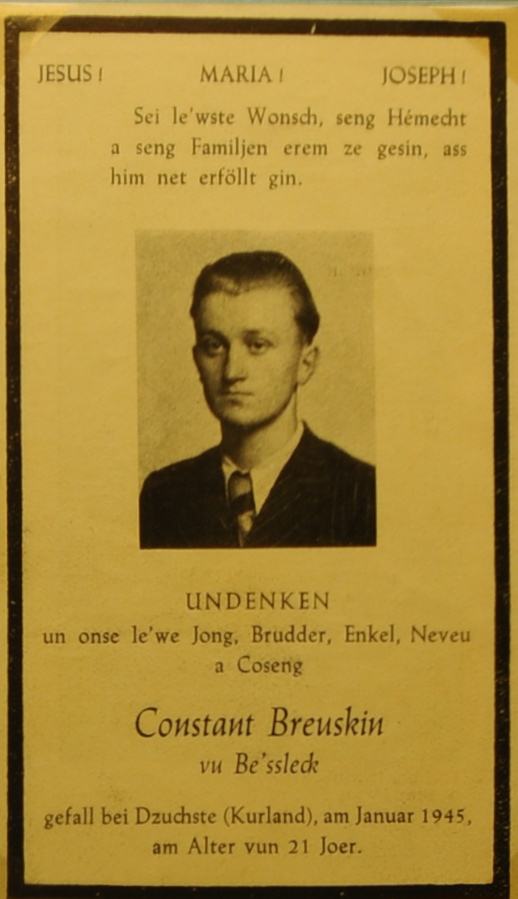 JESUS! MARIA! JOSEPH!
Sei le'wste Wonsch, seng Hémecht
a seng Familjen erem ze gesin, ass
him net erföllt gin.
UNDENKEN
un onse le'we Jong, Brudder, Enkel, Neveu
a Coseng
Constant Breuskin
vu Be'ssleck
gefall bei Dzuchste (Kurland), am Januar 1945,
am Alter vun 21 Joer.